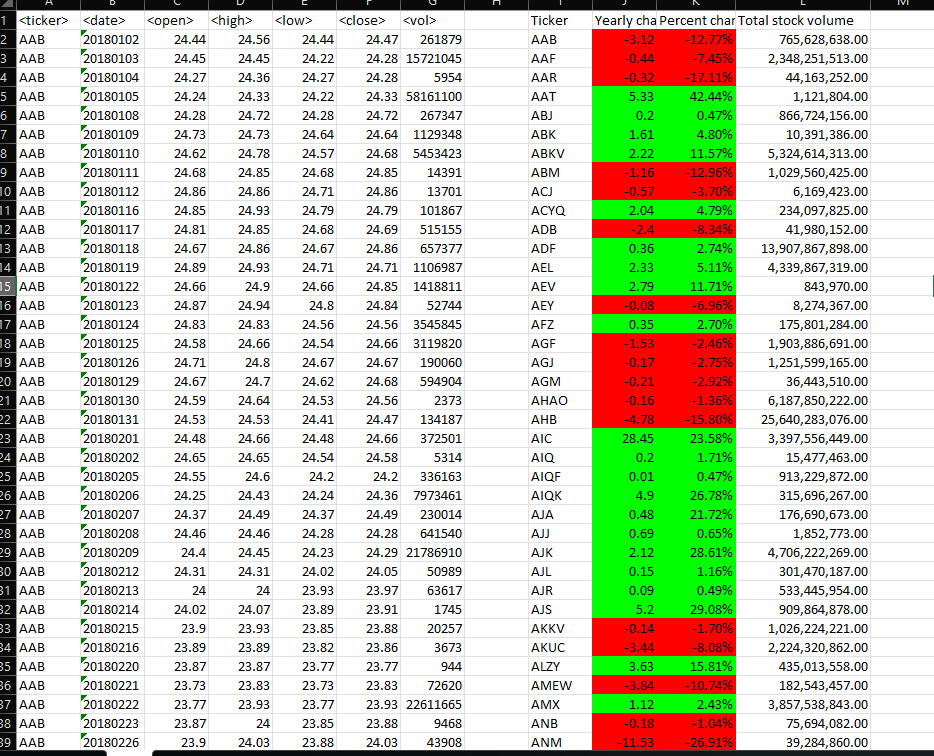 A B C D E F G H I J K L M
1 <ticker> <date> <open> <high> <low> <close> <vol> Ticker Yearly cha Percent char Total stock volume
2 AAB 20180102 24.44 24.56 24.44 24.47 261879 AAB -3.12 -12.77% 765,628,638.00
3 AAB 20180103 24.45 24.45 24.22 24.28 15721045 AAF -0.44 -7.45% 2,348,251,513.00
4 AAB 20180104 24.27 24.36 24.27 24.28 5954 AAR -0.32 -17.11% 44,163,252.00
5 AAB 20180105 24.24 24.33 24.22 24.33 58161100 AAT 5.33 42.44% 1,121,804.00
6 AAB 20180108 24.28 24.72 24.28 24.72 267347 ABJ 0.2 0.47% 866,724,156.00
7 AAB 20180109 24.73 24.73 24.64 24.64 1129348 ABK 1.61 4.80% 10,391,386.00
8 AAB 20180110 24.62 24.78 24.57 24.68 5453423 ABKV 2.22 11.57% 5,324,614,313.00
9 AAB 20180111 24.68 24.85 24.68 24.85 14391 ABM -1.16 -12.96% 1,029,560,425.00
10 AAB 20180112 24.86 24.86 24.71 24.86 13701 ACJ -0.57 -3.70% 6,169,423.00
11 AAB 20180116 24.85 24.93 24.79 24.79 101867 ACYQ 2.04 4.79% 234,097,825.00
12 AAB 20180117 24.81 24.85 24.68 24.69 515155 ADB -2.4 -8.34% 41,980,152.00
13 AAB 20180118 24.67 24.86 24.67 24.86 657377 ADF 0.36 2.74% 13,907,867,898.00
14 AAB 20180119 24.89 24.93 24.71 24.71 1106987 AEL 2.33 5.11% 4,339,867,319.00
15 AAB 20180122 24.66 24.9 24.66 24.85 1418811 AEV 2.79 11.71% 843,970.00
16 AAB 20180123 24.87 24.94 24.8 24.84 52744 AEY -0.08 -6.96% 8,274,367.00
17 AAB 20180124 24.83 24.83 24.56 24.56 3545845 AFZ 0.35 2.70% 175,801,284.00
18 AAB 20180125 24.58 24.66 24.54 24.66 3119820 AGF -1.53 -2.46% 1,903,886,691.00
19 AAB 20180126 24.71 24.8 24.67 24.67 190060 AGJ -0.17 -2.75% 1,251,599,165.00
20 AAB 20180129 24.67 24.7 24.62 24.68 594904 AGM -0.21 -2.92% 36,443,510.00
21 AAB 20180130 24.59 24.64 24.53 24.56 2373 AHAO -0.16 -1.36% 6,187,850,222.00
22 AAB 20180131 24.53 24.53 24.41 24.47 134187 AHB -4.78 -15.80% 25,640,283,076.00
23 AAB 20180201 24.48 24.66 24.48 24.66 372501 AIC 28.45 23.58% 3,397,556,449.00
24 AAB 20180202 24.65 24.65 24.54 24.58 5314 AIQ 0.2 1.71% 15,477,463.00
25 AAB 20180205 24.55 24.6 24.2 24.2 336163 AIQF 0.01 0.47% 913,229,872.00
26 AAB 20180206 24.25 24.43 24.24 24.36 7973461 AIQK 4.9 26.78% 315,696,267.00
27 AAB 20180207 24.37 24.49 24.37 24.49 230014 AJA 0.48 21.72% 176,690,673.00
28 AAB 20180208 24.46 24.46 24.28 24.28 641540 AJJ 0.69 0.65% 1,852,773.00
29 AAB 20180209 24.4 24.45 24.23 24.29 21786910 AJK 2.12 28.61% 4,706,222,269.00
30 AAB 20180212 24.31 24.31 24.02 24.05 50989 AJL 0.15 1.16% 301,470,187.00
31 AAB 20180213 24 24 23.93 23.97 63617 AJR 0.09 0.49% 533,445,954.00
32 AAB 20180214 24.02 24.07 23.89 23.91 1745 AJS 5.2 29.08% 909,864,878.00
33 AAB 20180215 23.9 23.93 23.85 23.88 20257 AKKV -0.14 -1.70% 1,026,224,221.00
34 AAB 20180216 23.89 23.89 23.82 23.86 3673 AKUC -3.44 -8.08% 2,224,320,862.00
35 AAB 20180220 23.87 23.87 23.77 23.77 944 ALZY 3.63 15.81% 435,013,558.00
36 AAB 20180221 23.73 23.83 23.73 23.83 72620 AMEW -3.84 -10.74% 182,543,457.00
37 AAB 20180222 23.77 23.93 23.77 23.93 22611665 AMX 1.12 2.43% 3,857,538,843.00
38 AAB 20180223 23.87 24 23.85 23.88 9468 ANB -0.18 -1.04% 75,694,082.00
39 AAB 20180226 23.9 24.03 23.88 24.03 43908 ANM -11.53 -26.91% 39,284,860.00